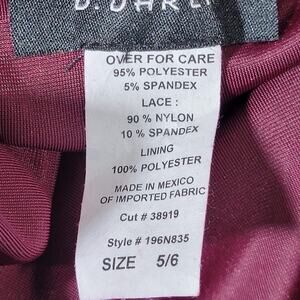 OVER FOR CARE
95% POLYESTER
5% SPANDEX
LACE :
90 % NYLON
10 % SPANDEX
LINING
100% POLYESTER
MADE IN MEXICO
OF IMPORTED FABRIC
Cut # 38919
Style # 196N835
SIZE 5/6